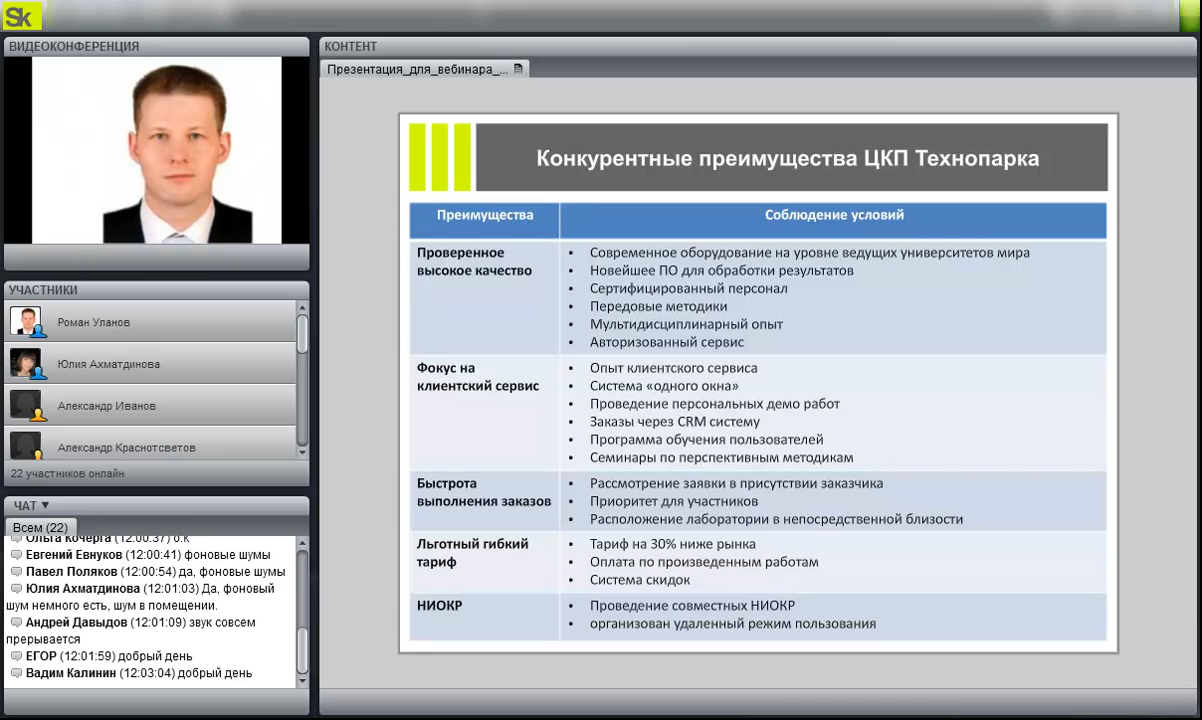 Sk
ВИДЕОКОНФЕРЕНЦИЯ
УЧАСТНИКИ
Роман Уланов
Юлия Ахматдинова
Александр Иванов
Александр Краснотсветов
22 участников онлайн
ЧАТ ▼
Всем (22)
Ольга Кочерга (12:00:37) о.к
Евгений Евнуков (12:00:41) фоновые шумы
Павел Поляков (12:00:54) да, фоновые шумы
Юлия Ахматдинова (12:01:03) Да, фоновый
шум немного есть, шум в помещении.
Андрей Давыдов (12:01:09) звук совсем
прерывается
ЕГОР (12:01:59) добрый день
Вадим Калинин (12:03:04) добрый день
КОНТЕНТ
Презентация_для_вебинара_...
Конкурентные преимущества ЦКП Технопарка
Преимущества
Соблюдение условий
Проверенное
высокое качество
• Современное оборудование на уровне ведущих университетов мира
• Новейшее ПО для обработки результатов
• Сертифицированный персонал
• Передовые методики
• Мультидисциплинарный опыт
• Авторизованный сервис
Фокус на
клиентский сервис
• Опыт клиентского сервиса
• Система «одного окна»
• Проведение персональных демо работ
• Заказы через CRM систему
• Программа обучения пользователей
• Семинары по перспективным методикам
Быстрота
выполнения заказов
• Рассмотрение заявки в присутствии заказчика
• Приоритет для участников
• Расположение лаборатории в непосредственной близости
Льготный гибкий
тариф
• Тариф на 30% ниже рынка
• Оплата по произведенным работам
• Система скидок
НИОКР
• Проведение совместных НИОКР
• организован удаленный режим пользования